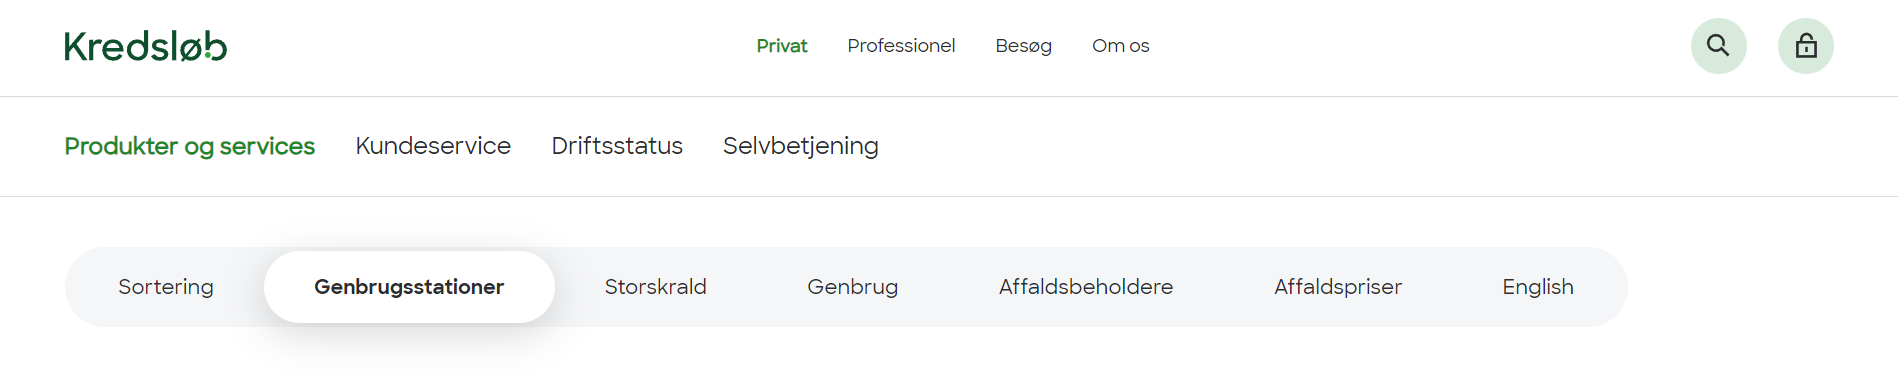 Kredsløb
Privat Professionel Besøg Om os
Produkter og services Kundeservice Driftsstatus Selvbetjening
Sortering Genbrugsstationer Storskrald Genbrug Affaldsbeholdere Affaldspriser English